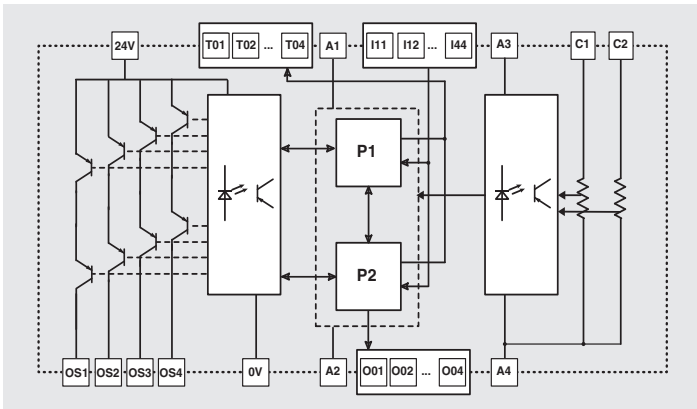 24V T01 T02 ... T04 A1 I11 I12 ... I44 A3 C1 C2
P1
P2
OS1 OS2 OS3 OS4 0V A2 O01 O02 ... O04 A4